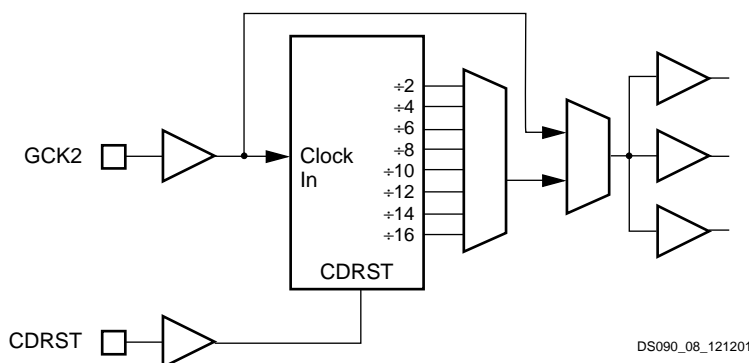 GCK2
Clock
In
÷2
÷4
÷6
÷8
÷10
÷12
÷14
÷16
CDRST
CDRST
DS090_08_121201